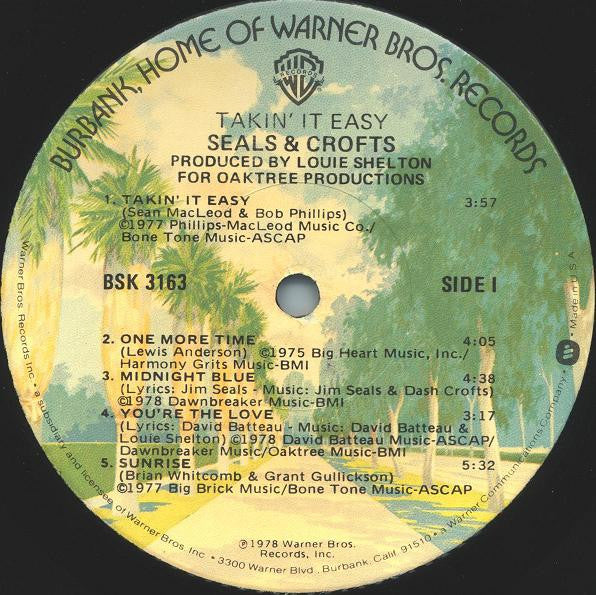 BURBANK, HOME OF WARNER BROS. RECORDS
RECORDS
TAKIN' IT EASY
SEALS & CROFTS
PRODUCED BY LOUIE SHELTON
FOR OAKTREE PRODUCTIONS
1. TAKIN' IT EASY 3:57
(Sean MacLeod & Bob Phillips)
©1977 Phillips-MacLeod Music Co./
Bone Tone Music-ASCAP
BSK 3163 SIDE I
2. ONE MORE TIME 4:05
(Lewis Anderson) ©1975 Big Heart Music, Inc./
Harmony Grits Music-BMI
3. MIDNIGHT BLUE 4:38
(Lyrics: Jim Seals - Music: Jim Seals & Dash Crofts)
©1978 Dawnbreaker Music-BMI
4. YOU'RE THE LOVE 3:17
(Lyrics: David Batteau - Music: David Batteau &
Louie Shelton) ©1978 David Batteau Music-ASCAP/
Dawnbreaker Music/Oaktree Music-BMI
5. SUNRISE 5:32
(Brian Whitcomb & Grant Gullickson)
©1977 Big Brick Music/Bone Tone Music-ASCAP
℗1978 Warner Bros.
Records, Inc.
Warner Bros. Records Inc. • a subsidiary and licensee of Warner Bros. Inc. • 3300 Warner Blvd., Burbank, Calif. 91510 • a Warner Communications Company • Made in U.S.A.